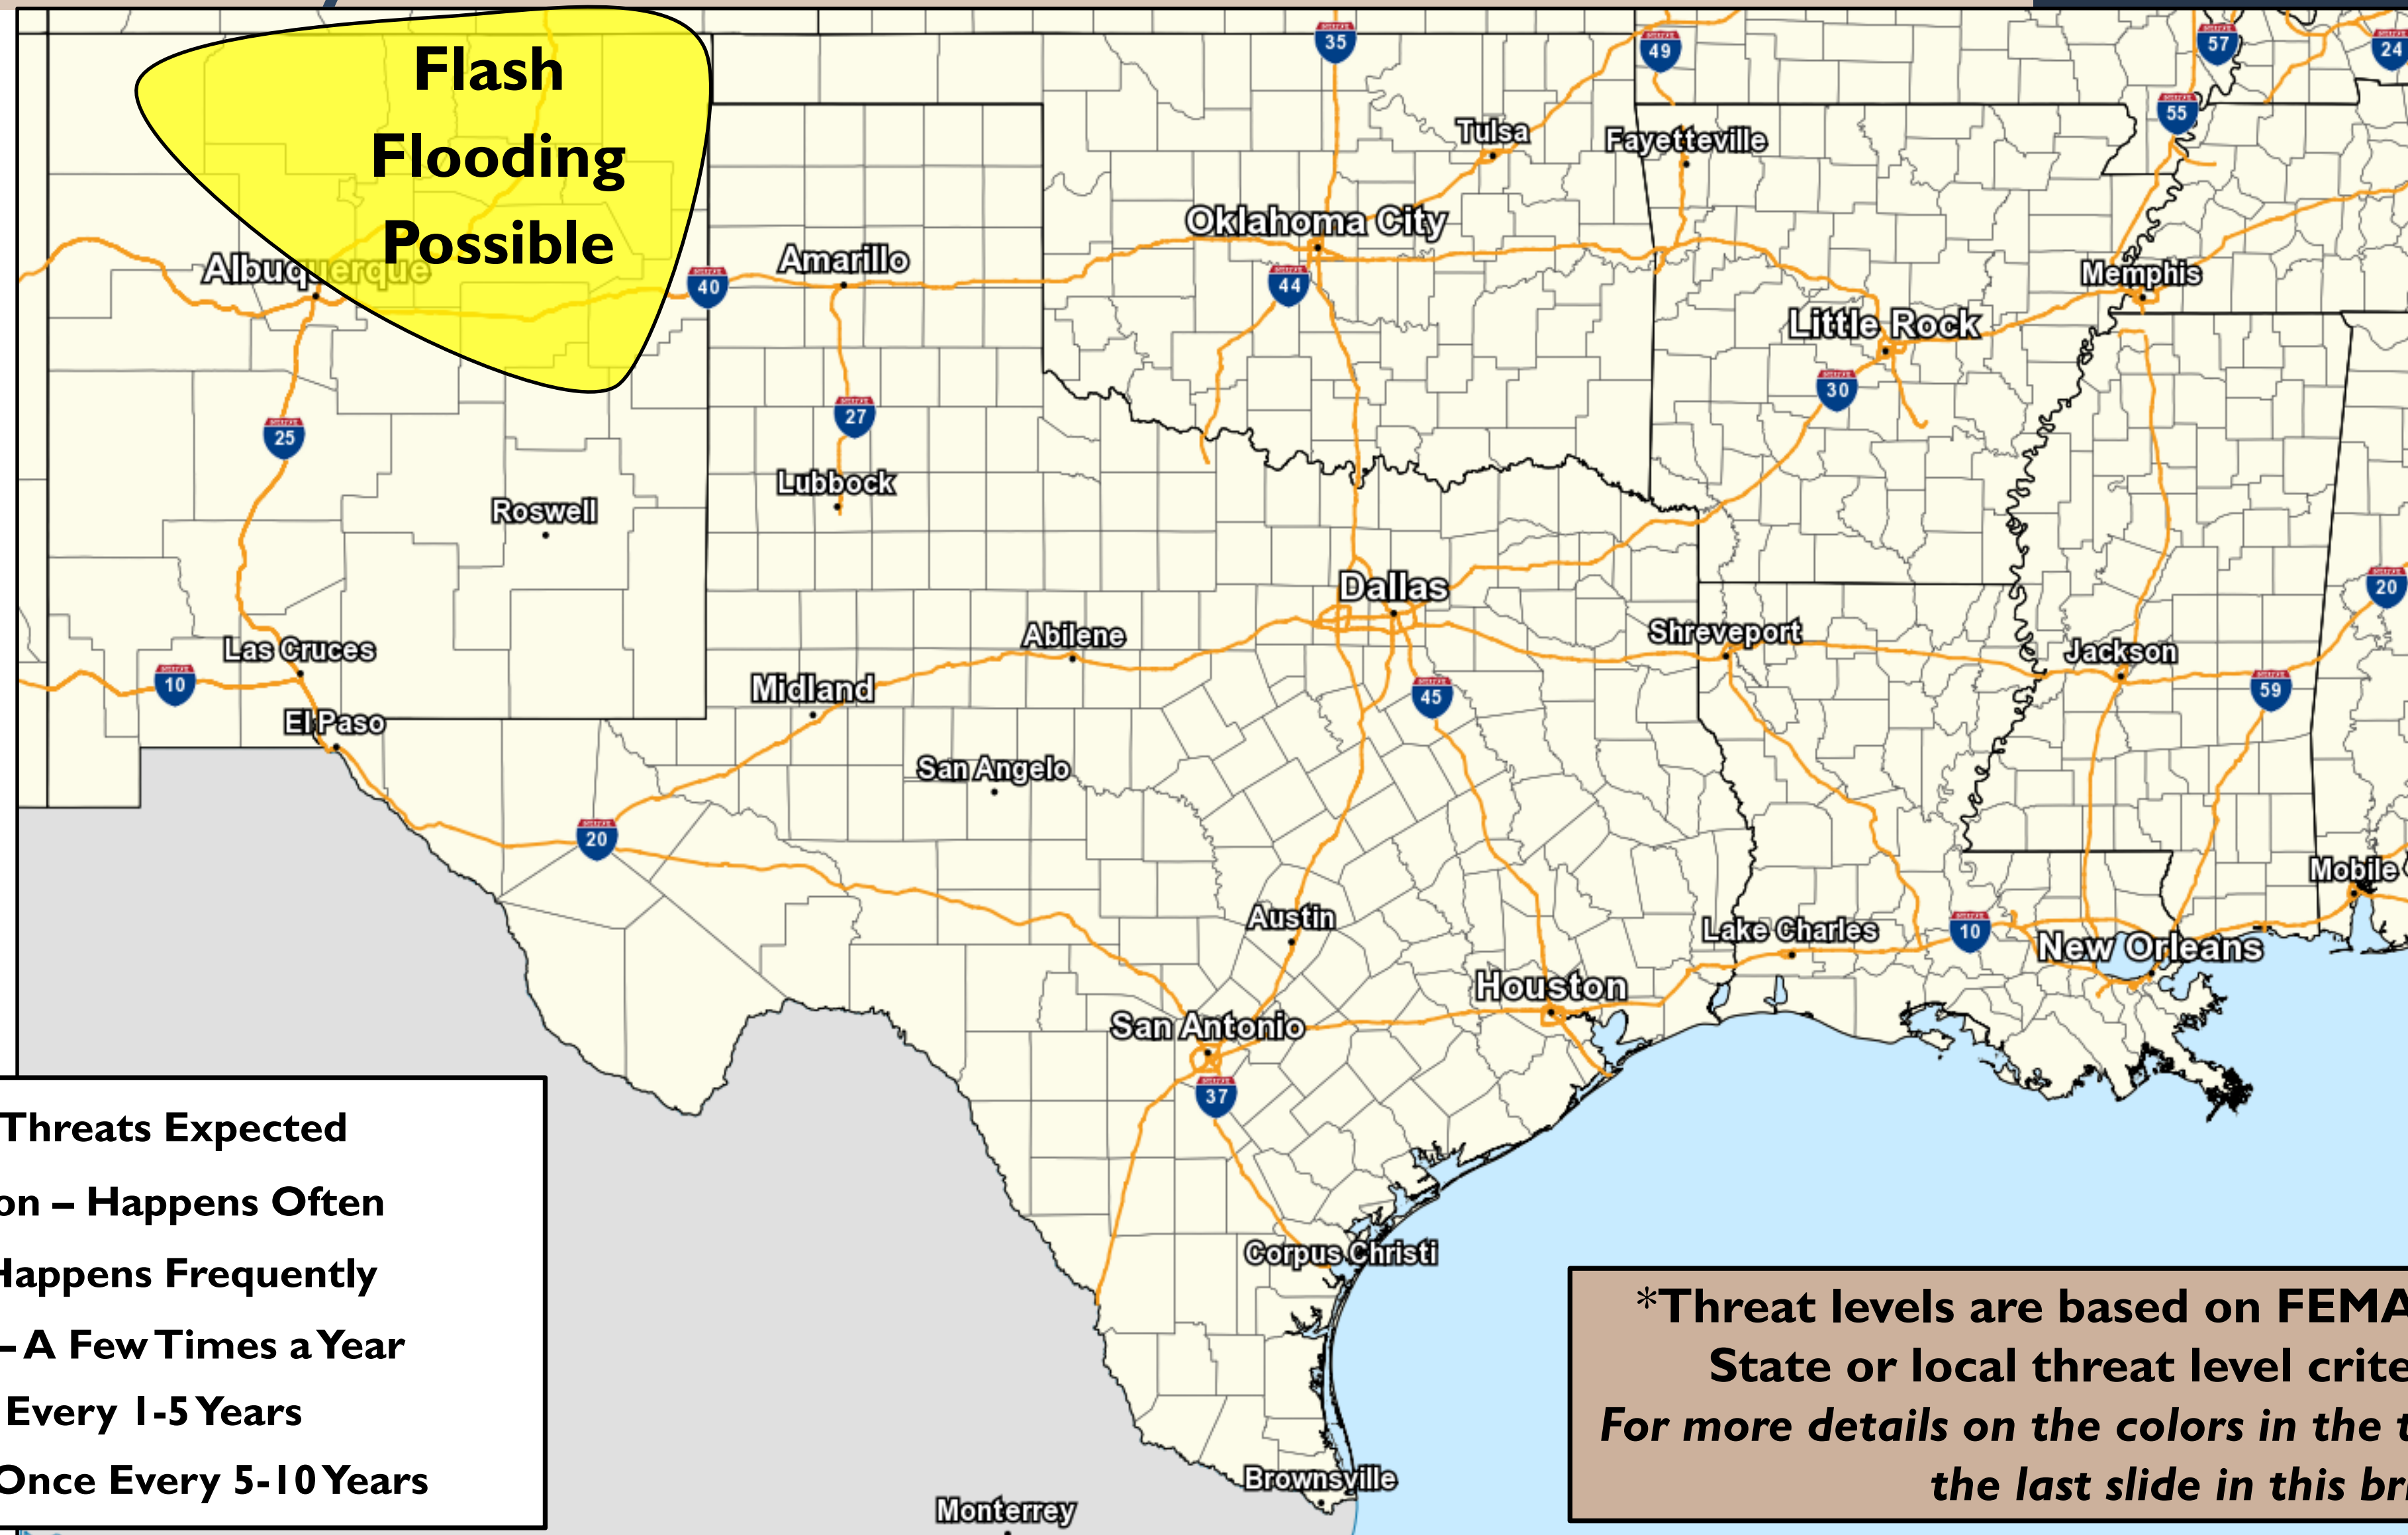 Flash
Flooding
Possible
35
49
57
24
55
Tulsa
Fayetteville
Oklahoma City
Albuquerque
Amarillo
40
44
Memphis
Little Rock
30
25
27
Lubbock
Roswell
Dallas
20
Abilene
Shreveport
Las Cruces
Jackson
10
Midland
45
59
El Paso
San Angelo
20
Mobile
Austin
Lake Charles
10
New Orleans
Houston
San Antonio
37
Corpus Christi
Brownsville
Monterrey
Threats Expected
on – Happens Often
Happens Frequently
– A Few Times a Year
Every 1-5 Years
Once Every 5-10 Years
*Threat levels are based on FEMA
State or local threat level crite
For more details on the colors in the t
the last slide in this bri